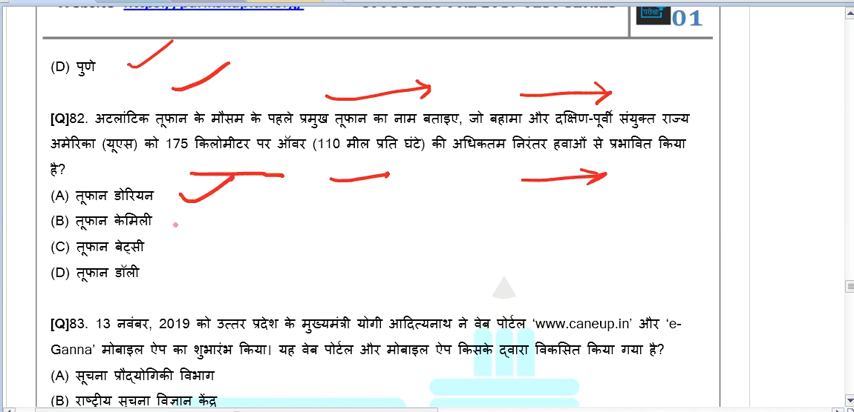 01
(D) पुणे
[Q]82. अटलांटिक तूफान के मौसम के पहले प्रमुख तूफान का नाम बताइए, जो बहामा और दक्षिण-पूर्वी संयुक्त राज्य
अमेरिका (यूएस) को 175 किलोमीटर पर ऑवर (110 मील प्रति घंटे) की अधिकतम निरंतर हवाओं से प्रभावित किया
है?
(A) तूफान डोरियन
(B) तूफान केमिली
(C) तूफान बेट्सी
(D) तूफान डॉली
[Q]83. 13 नवंबर, 2019 को उत्तर प्रदेश के मुख्यमंत्री योगी आदित्यनाथ ने वेब पोर्टल 'www.caneup.in' और 'e-
Ganna' मोबाइल ऐप का शुभारंभ किया। यह वेब पोर्टल और मोबाइल ऐप किसके द्वारा विकसित किया गया है?
(A) सूचना प्रौद्योगिकी विभाग
(B) राष्ट्रीय सूचना विज्ञान केंद्र